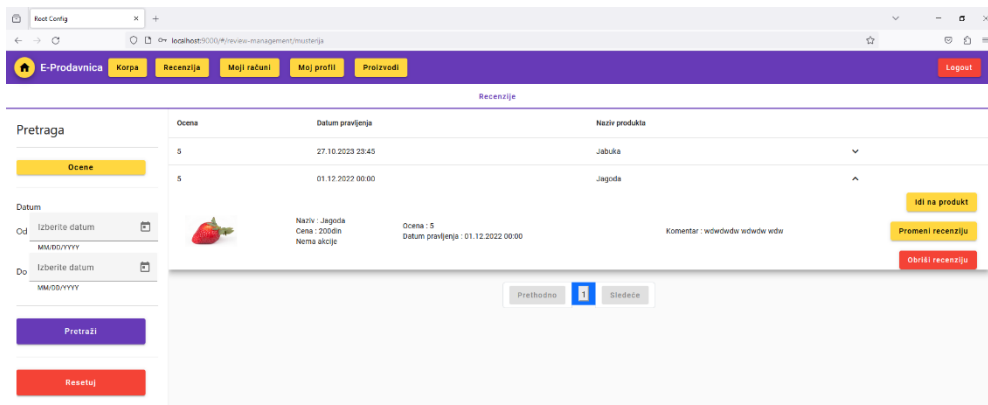 Root Config
localhost:9000/#/review-management/musterija
E-Prodavnica Korpa Recenzija Moji računi Moj profil Proizvodi Logout
Recenzije
Pretraga
Ocene
Datum
Od Izberite datum
MM/DD/YYYY
Do Izberite datum
MM/DD/YYYY
Pretraži
Resetuj
Ocena Datum pravljenja Naziv produkta
5 27.10.2023 23:45 Jabuka
5 01.12.2022 00:00 Jagoda
Naziv : Jagoda
Cena : 200din
Nema akcije
Ocena : 5
Datum pravljenja : 01.12.2022 00:00
Komentar : wdwdwdw wdwdw wdw
Idi na produkt
Promeni recenziju
Obriši recenziju
Prethodno 1 Sledeće